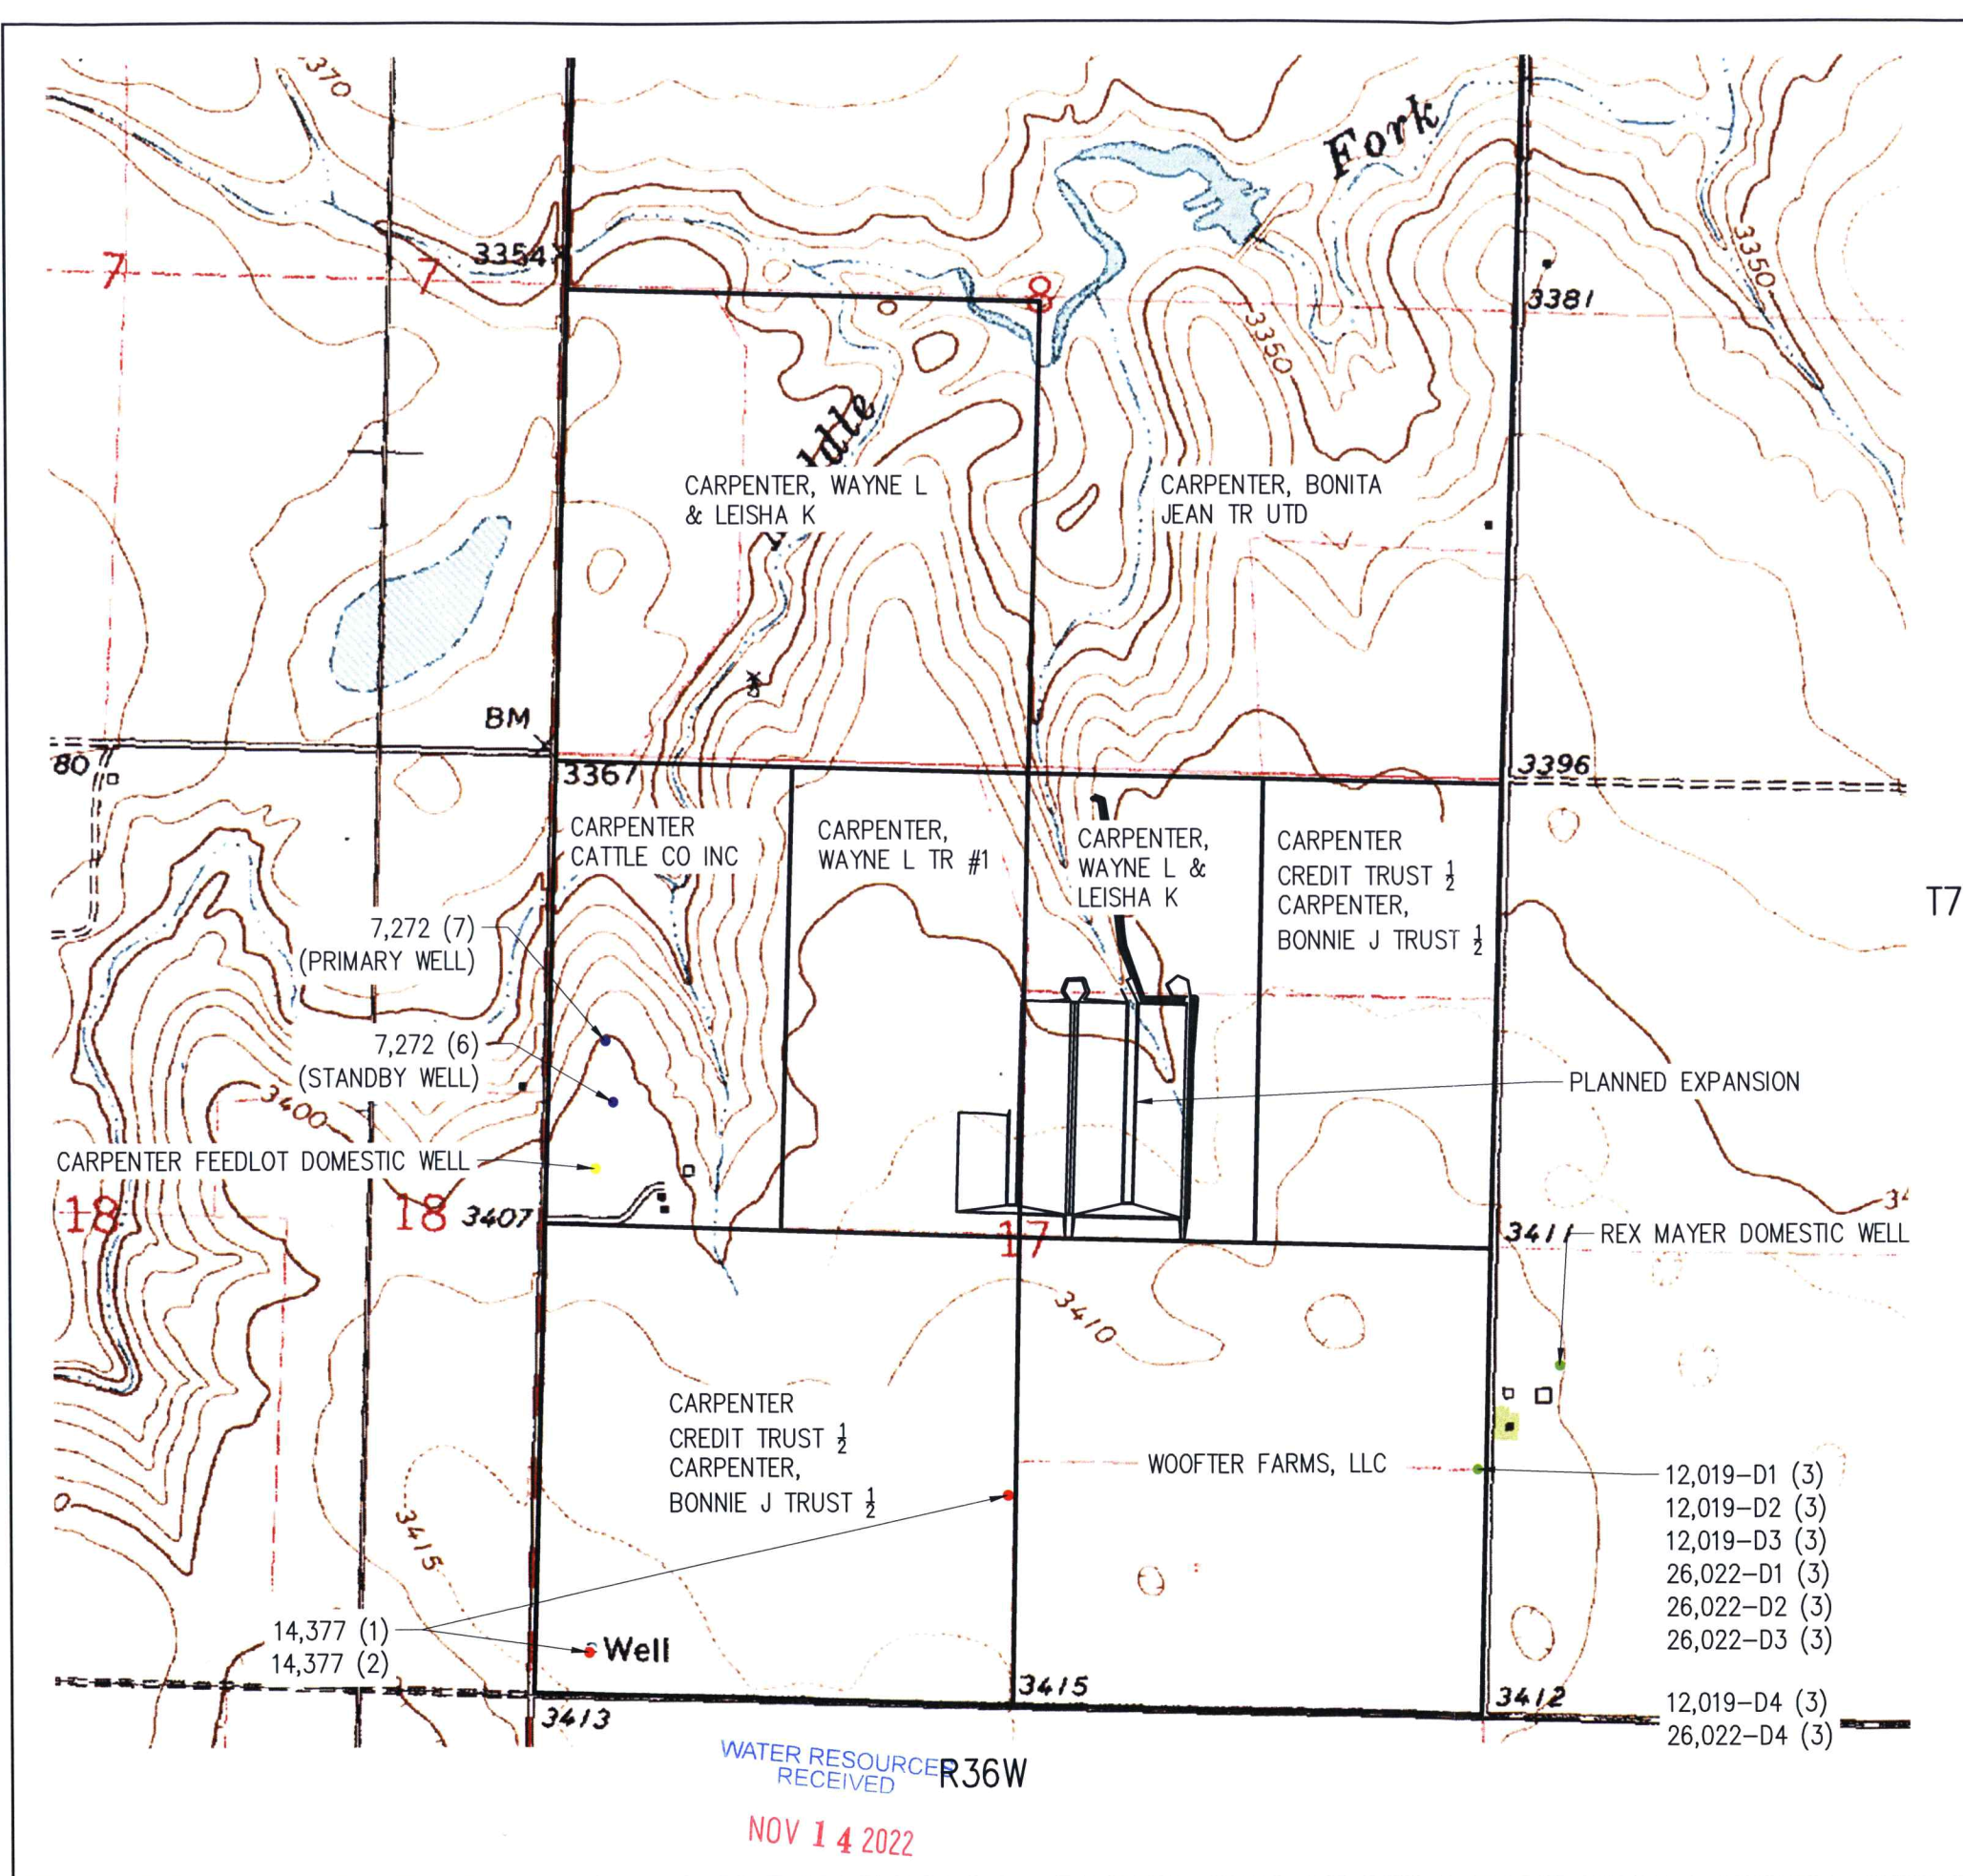 3370
Fork
3354
7
7
8
3381
3350
3350
CARPENTER, WAYNE L
& LEISHA K
CARPENTER, BONITA
JEAN TR UTD
BM
80
3367
3396
CARPENTER
CATTLE CO INC
CARPENTER,
WAYNE L TR #1
CARPENTER,
WAYNE L &
LEISHA K
CARPENTER
CREDIT TRUST ½
CARPENTER,
BONNIE J TRUST ½
T7
7,272 (7)
(PRIMARY WELL)
7,272 (6)
(STANDBY WELL)
3400
PLANNED EXPANSION
CARPENTER FEEDLOT DOMESTIC WELL
18
18
3407
17
3411
REX MAYER DOMESTIC WELL
3410
CARPENTER
CREDIT TRUST ½
CARPENTER,
BONNIE J TRUST ½
WOOFTER FARMS, LLC
12,019-D1 (3)
12,019-D2 (3)
12,019-D3 (3)
26,022-D1 (3)
26,022-D2 (3)
26,022-D3 (3)
12,019-D4 (3)
26,022-D4 (3)
3415
14,377 (1)
14,377 (2)
Well
3415
3412
3413
WATER RESOURCES
RECEIVED
R36W
NOV 14 2022